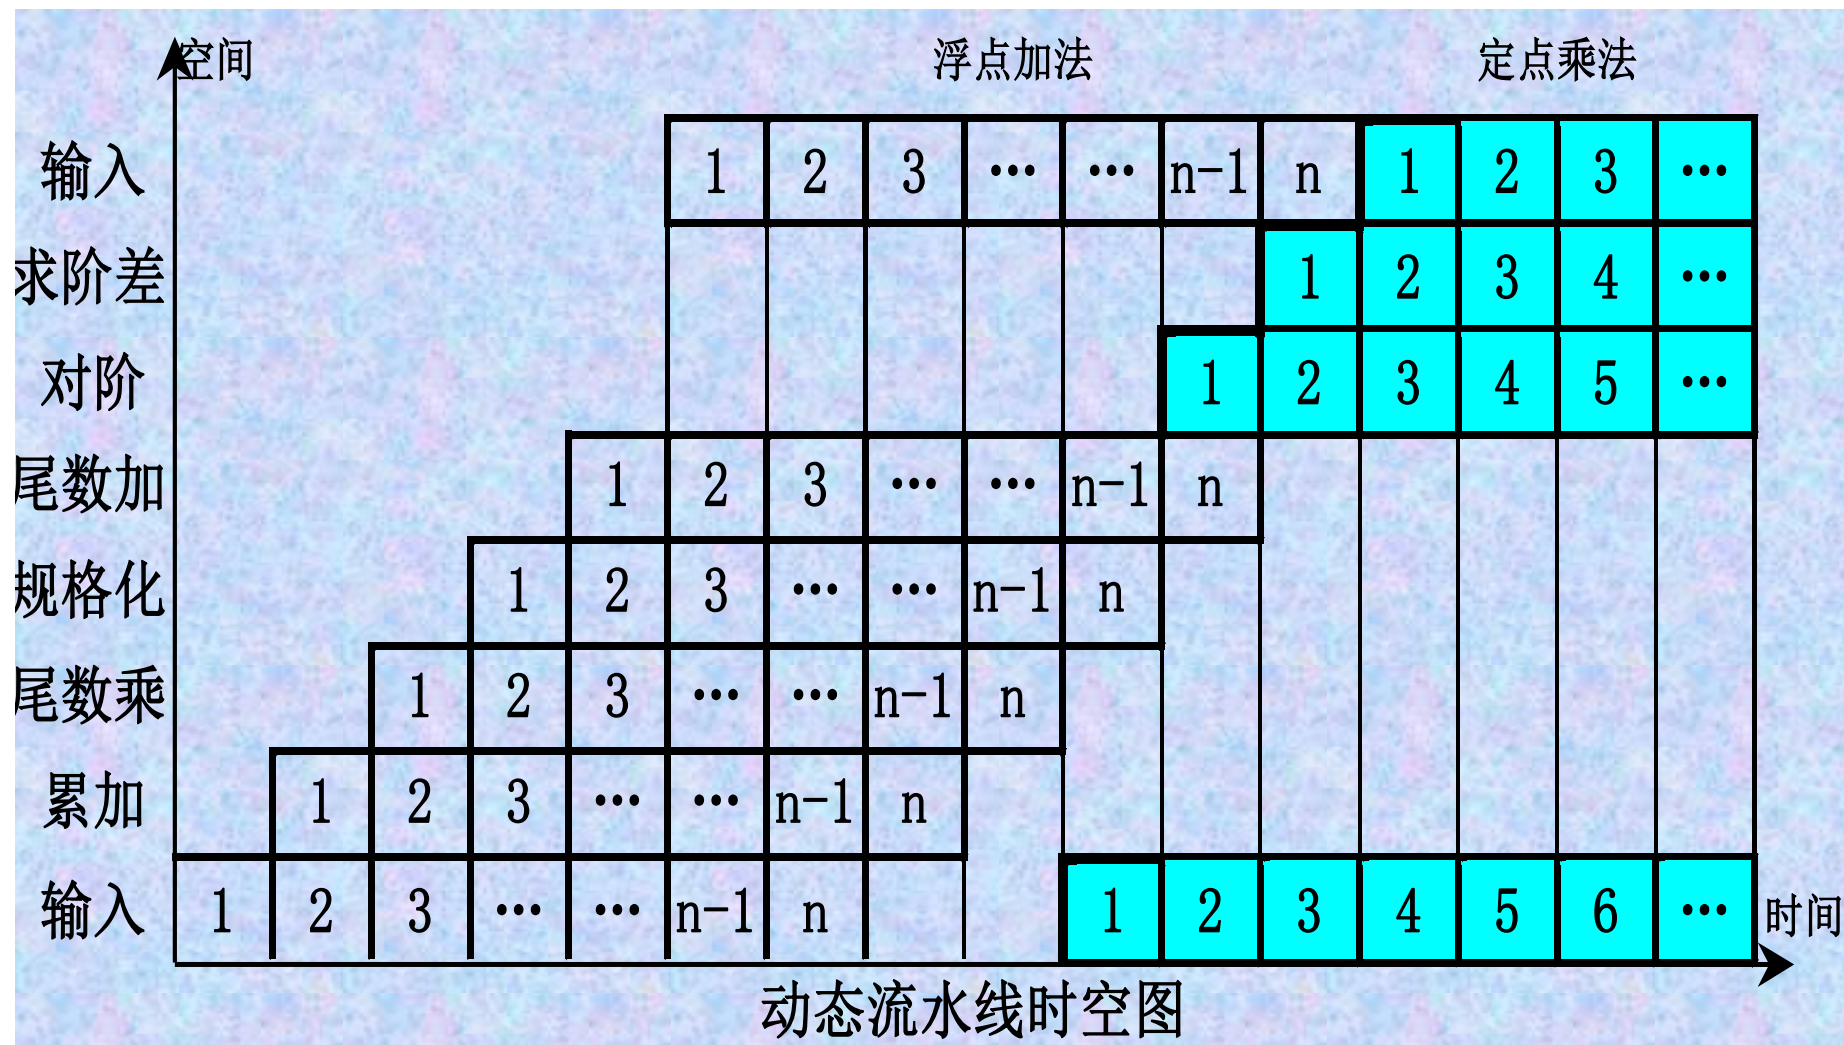 空间 浮点加法 定点乘法
输入 1 2 3 … … n-1 n 1 2 3 …
求阶差 1 2 3 4 …
对阶 1 2 3 4 5 …
尾数加 1 2 3 … … n-1 n
规格化 1 2 3 … … n-1 n
尾数乘 1 2 3 … … n-1 n
累加 1 2 3 … … n-1 n
输入 1 2 3 … … n-1 n 1 2 3 4 5 6 … 时间
动态流水线时空图